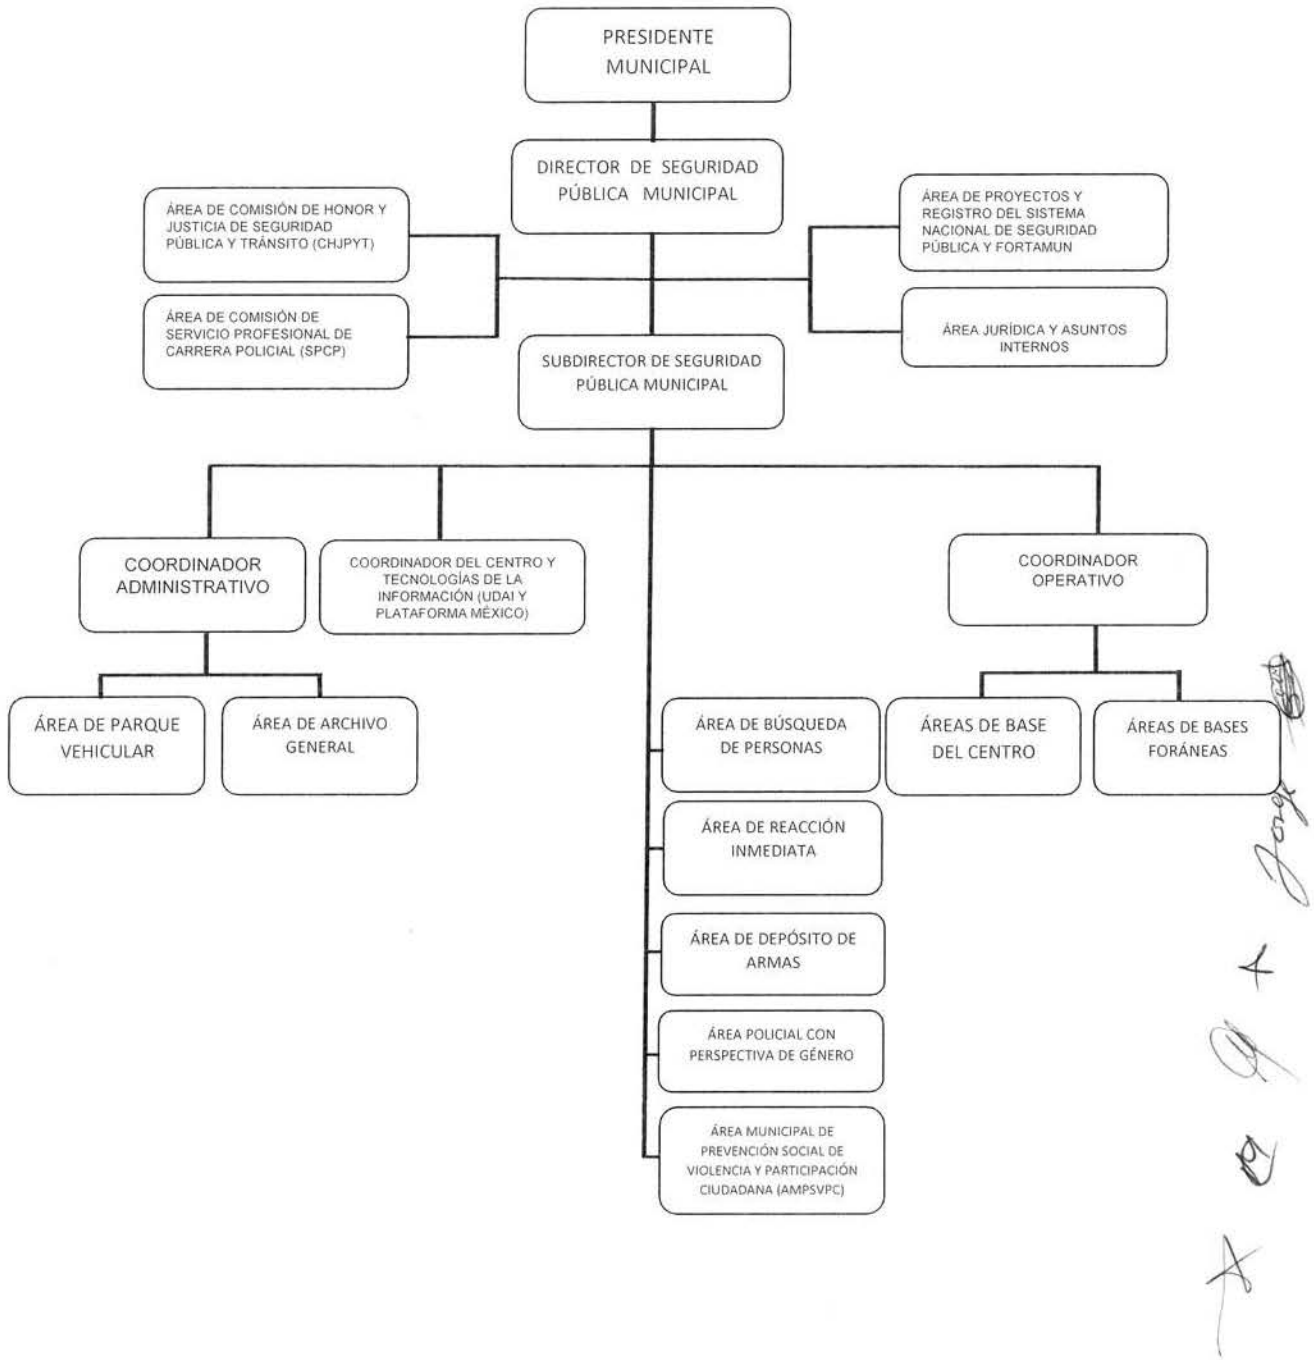 PRESIDENTE
MUNICIPAL
DIRECTOR DE SEGURIDAD
PÚBLICA MUNICIPAL
ÁREA DE COMISIÓN DE HONOR Y
JUSTICIA DE SEGURIDAD
PÚBLICA Y TRÁNSITO (CHJPYT)
ÁREA DE PROYECTOS Y
REGISTRO DEL SISTEMA
NACIONAL DE SEGURIDAD
PÚBLICA Y FORTAMUN
ÁREA DE COMISIÓN DE
SERVICIO PROFESIONAL DE
CARRERA POLICIAL (SPCP)
ÁREA JURÍDICA Y ASUNTOS
INTERNOS
SUBDIRECTOR DE SEGURIDAD
PÚBLICA MUNICIPAL
COORDINADOR
ADMINISTRATIVO
COORDINADOR DEL CENTRO Y
TECNOLOGÍAS DE LA
INFORMACIÓN (UDAI Y
PLATAFORMA MÉXICO)
COORDINADOR
OPERATIVO
ÁREA DE PARQUE
VEHICULAR
ÁREA DE ARCHIVO
GENERAL
ÁREA DE BÚSQUEDA
DE PERSONAS
ÁREAS DE BASE
DEL CENTRO
ÁREAS DE BASES
FORÁNEAS
ÁREA DE REACCIÓN
INMEDIATA
ÁREA DE DEPÓSITO DE
ARMAS
ÁREA POLICIAL CON
PERSPECTIVA DE GÉNERO
ÁREA MUNICIPAL DE
PREVENCIÓN SOCIAL DE
VIOLENCIA Y PARTICIPACIÓN
CIUDADANA (AMPSVPC)
Jorge